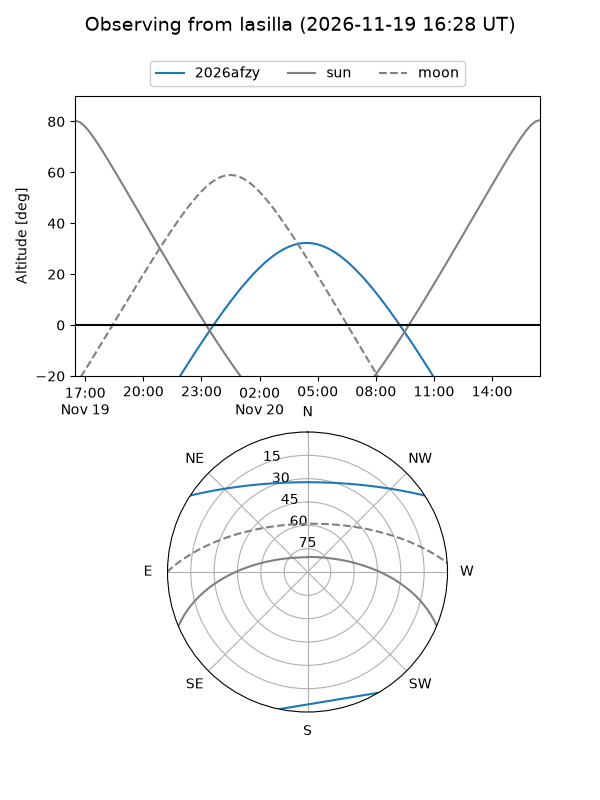 Observing from lasilla (2026-11-19 16:28 UT)
2026afzy sun moon
80
60
40
20
0
−20
Altitude [deg]
17:00 20:00 23:00 02:00 05:00 08:00 11:00 14:00
Nov 19 Nov 20
N
NE NW
15
30
45
60
75
E W
SE SW
S